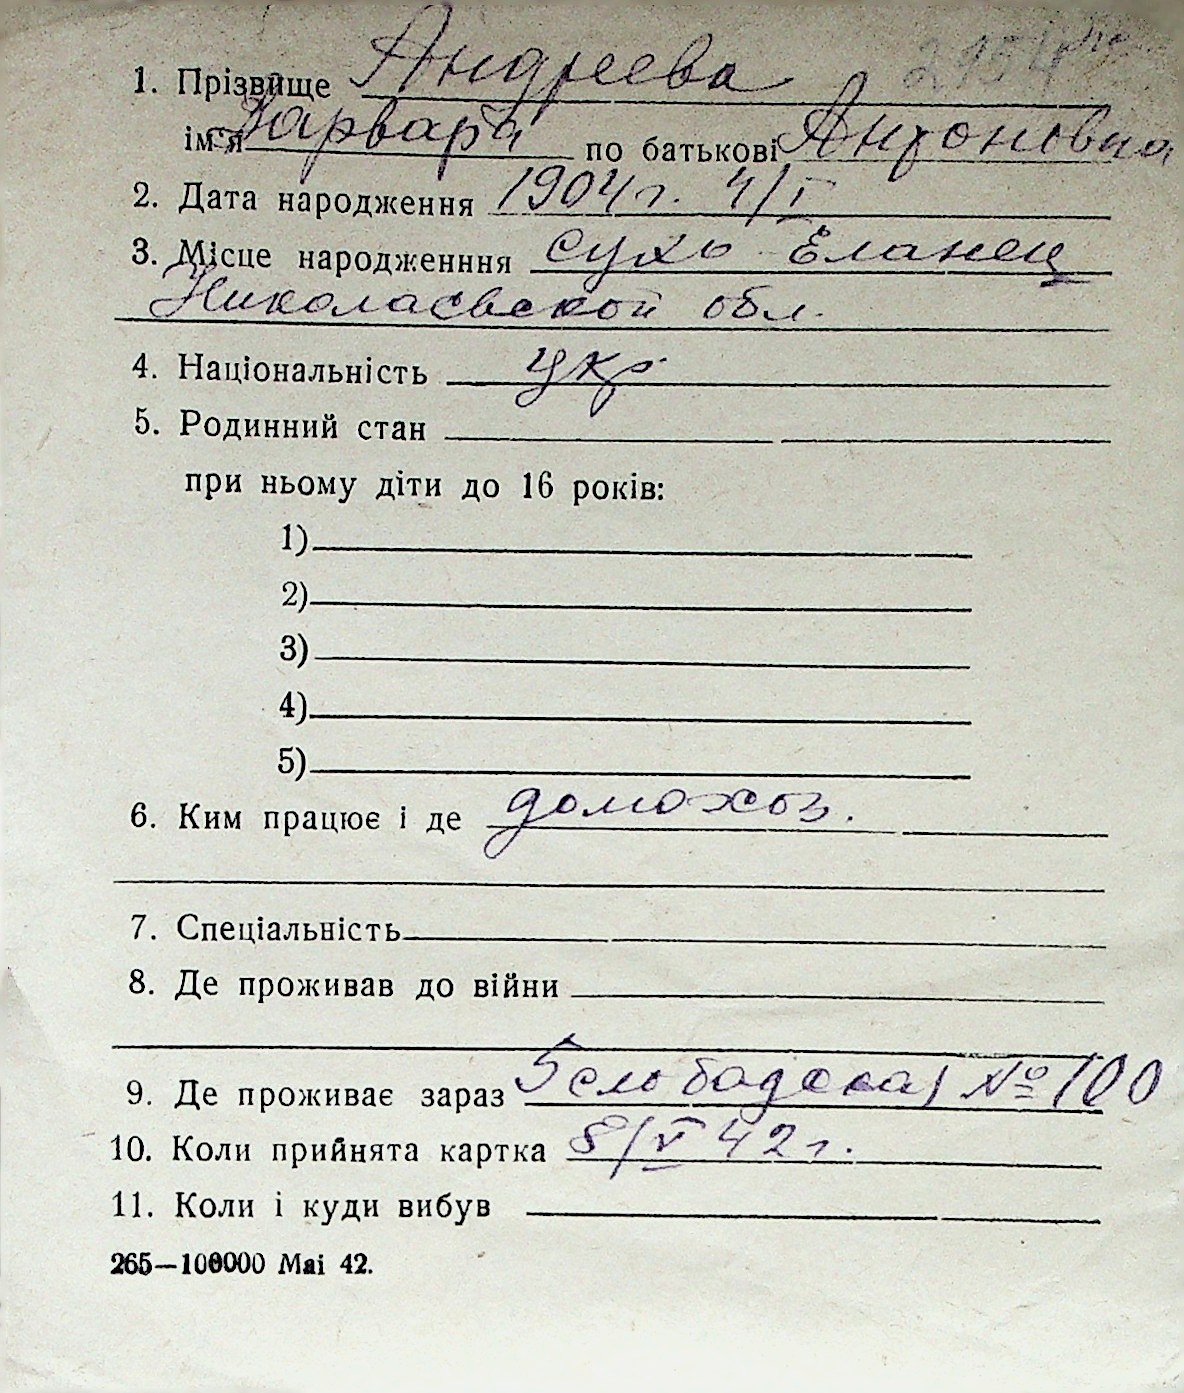 1. Прізвище Андреева
ім'я Варвара по батькові Антоновна
2. Дата народження 1904 г. 4/I
3. Місце народженння Сухо Еланец
Николаевской обл.
4. Національність укр
5. Родинний стан
при ньому діти до 16 років:
1)
2)
3)
4)
5)
6. Ким працює і де домохоз.
7. Спеціальність
8. Де проживав до війни
9. Де проживає зараз 5 слободская № 100
10. Коли прийнята картка 8/V 42 г.
11. Коли і куди вибув
265—100000 Маі 42.